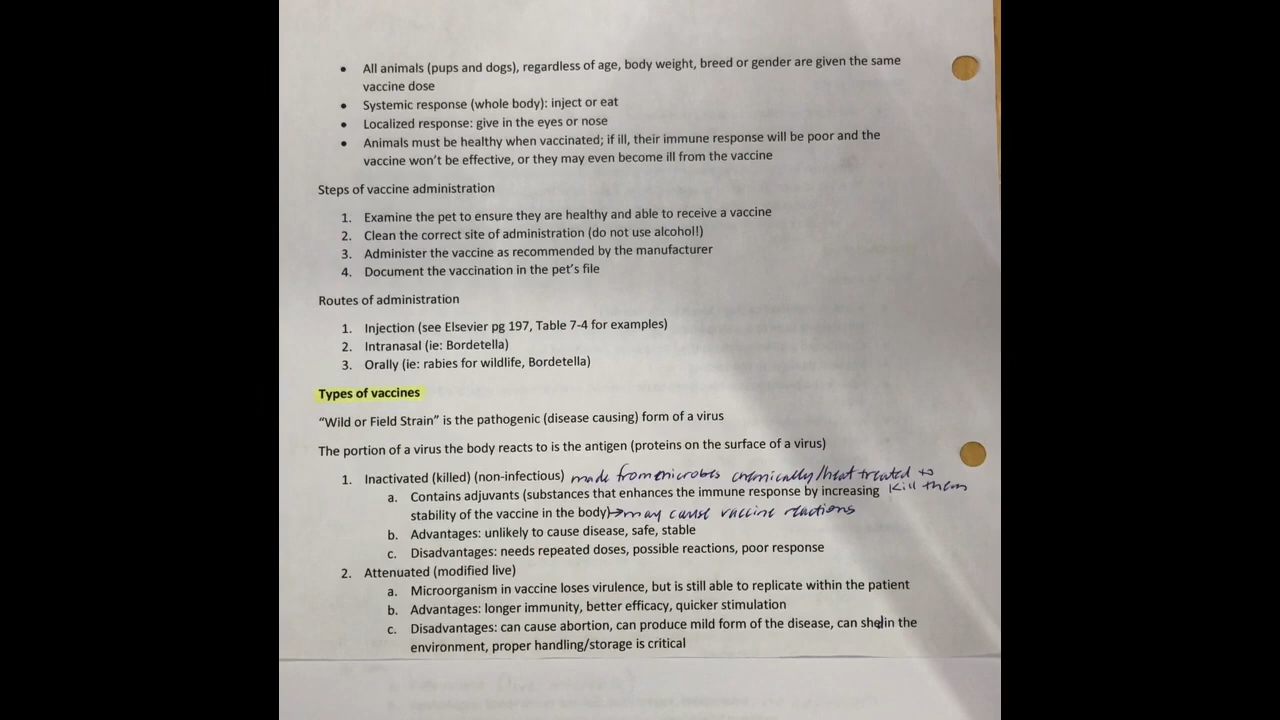 • All animals (pups and dogs), regardless of age, body weight, breed or gender are given the same
vaccine dose
• Systemic response (whole body): inject or eat
• Localized response: give in the eyes or nose
• Animals must be healthy when vaccinated; if ill, their immune response will be poor and the
vaccine won't be effective, or they may even become ill from the vaccine
Steps of vaccine administration
1. Examine the pet to ensure they are healthy and able to receive a vaccine
2. Clean the correct site of administration (do not use alcohol!)
3. Administer the vaccine as recommended by the manufacturer
4. Document the vaccination in the pet's file
Routes of administration
1. Injection (see Elsevier pg 197, Table 7-4 for examples)
2. Intranasal (ie: Bordetella)
3. Orally (ie: rabies for wildlife, Bordetella)
Types of vaccines
"Wild or Field Strain" is the pathogenic (disease causing) form of a virus
The portion of a virus the body reacts to is the antigen (proteins on the surface of a virus)
1. Inactivated (killed) (non-infectious) made from microbes chemically/heat treated to
kill them
a. Contains adjuvants (substances that enhances the immune response by increasing
stability of the vaccine in the body) → may cause vaccine reactions
b. Advantages: unlikely to cause disease, safe, stable
c. Disadvantages: needs repeated doses, possible reactions, poor response
2. Attenuated (modified live)
a. Microorganism in vaccine loses virulence, but is still able to replicate within the patient
b. Advantages: longer immunity, better efficacy, quicker stimulation
c. Disadvantages: can cause abortion, can produce mild form of the disease, can shed in the
environment, proper handling/storage is critical